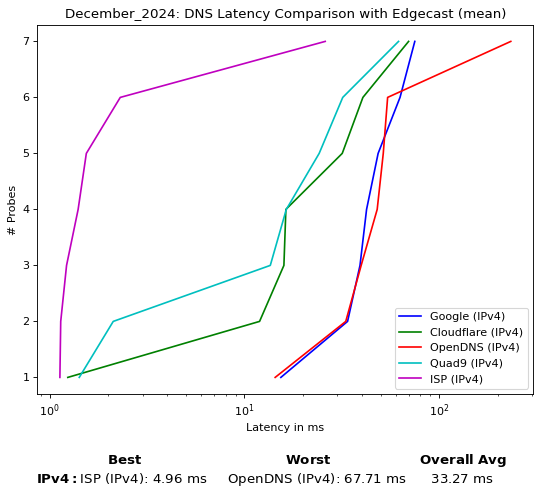 December_2024: DNS Latency Comparison with Edgecast (mean)
7
6
5
4
3
2
1
# Probes
10⁰
10¹
10²
Latency in ms
Google (IPv4)
Cloudflare (IPv4)
OpenDNS (IPv4)
Quad9 (IPv4)
ISP (IPv4)
Best Worst Overall Avg
IPv4: ISP (IPv4): 4.96 ms OpenDNS (IPv4): 67.71 ms 33.27 ms